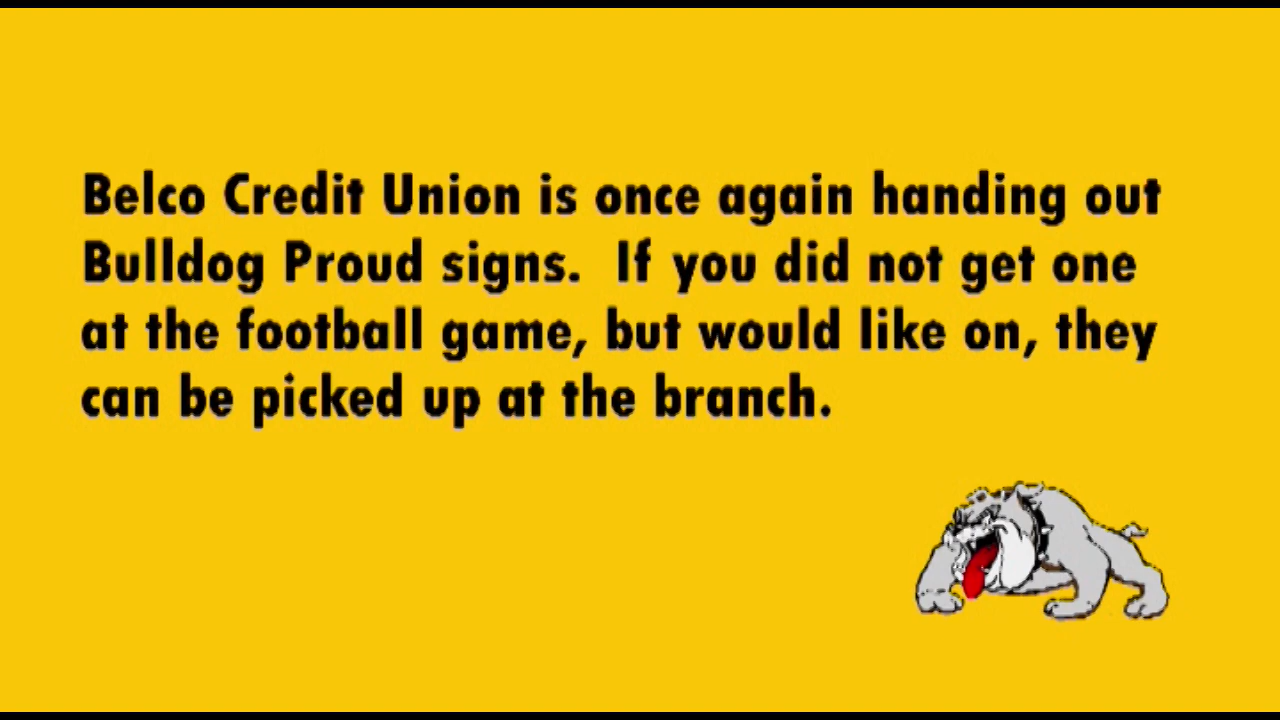 Belco Credit Union is once again handing out
Bulldog Proud signs.  If you did not get one
at the football game, but would like on, they
can be picked up at the branch.